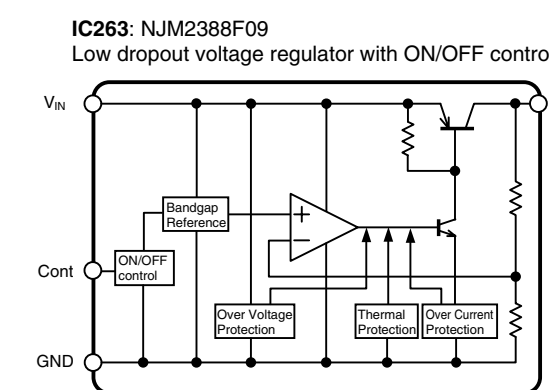 IC263: NJM2388F09
Low dropout voltage regulator with ON/OFF contro
VIN
Bandgap
Reference
+
−
ON/OFF
control
Cont
Over Voltage
Protection
Thermal
Protection
Over Current
Protection
GND